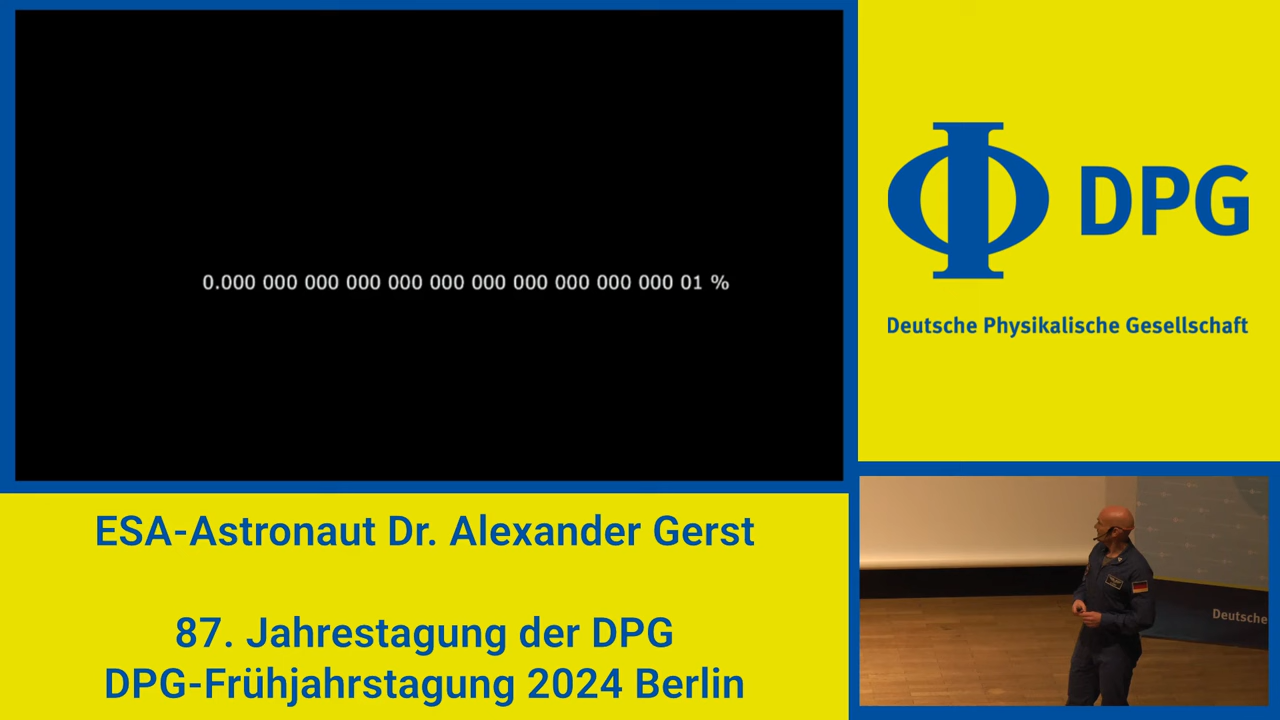 0.000 000 000 000 000 000 000 000 000 000 000 01 %
DPG
Deutsche Physikalische Gesellschaft
ESA-Astronaut Dr. Alexander Gerst
87. Jahrestagung der DPG
DPG-Frühjahrstagung 2024 Berlin
Deutsche